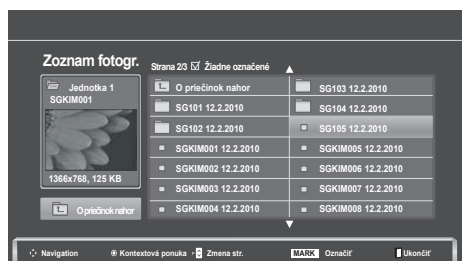 Zoznam fotogr.
Strana 2/3 Žiadne označené
Jednotka 1
SGKIM001
1366x768, 125 KB
O priečinok nahor
O priečinok nahor
SG101 12.2.2010
SG102 12.2.2010
SGKIM001 12.2.2010
SGKIM002 12.2.2010
SGKIM003 12.2.2010
SGKIM004 12.2.2010
SG103 12.2.2010
SG104 12.2.2010
SG105 12.2.2010
SGKIM005 12.2.2010
SGKIM006 12.2.2010
SGKIM007 12.2.2010
SGKIM008 12.2.2010
Navigation Kontextová ponuka Zmena str. MARK Označiť Ukončiť